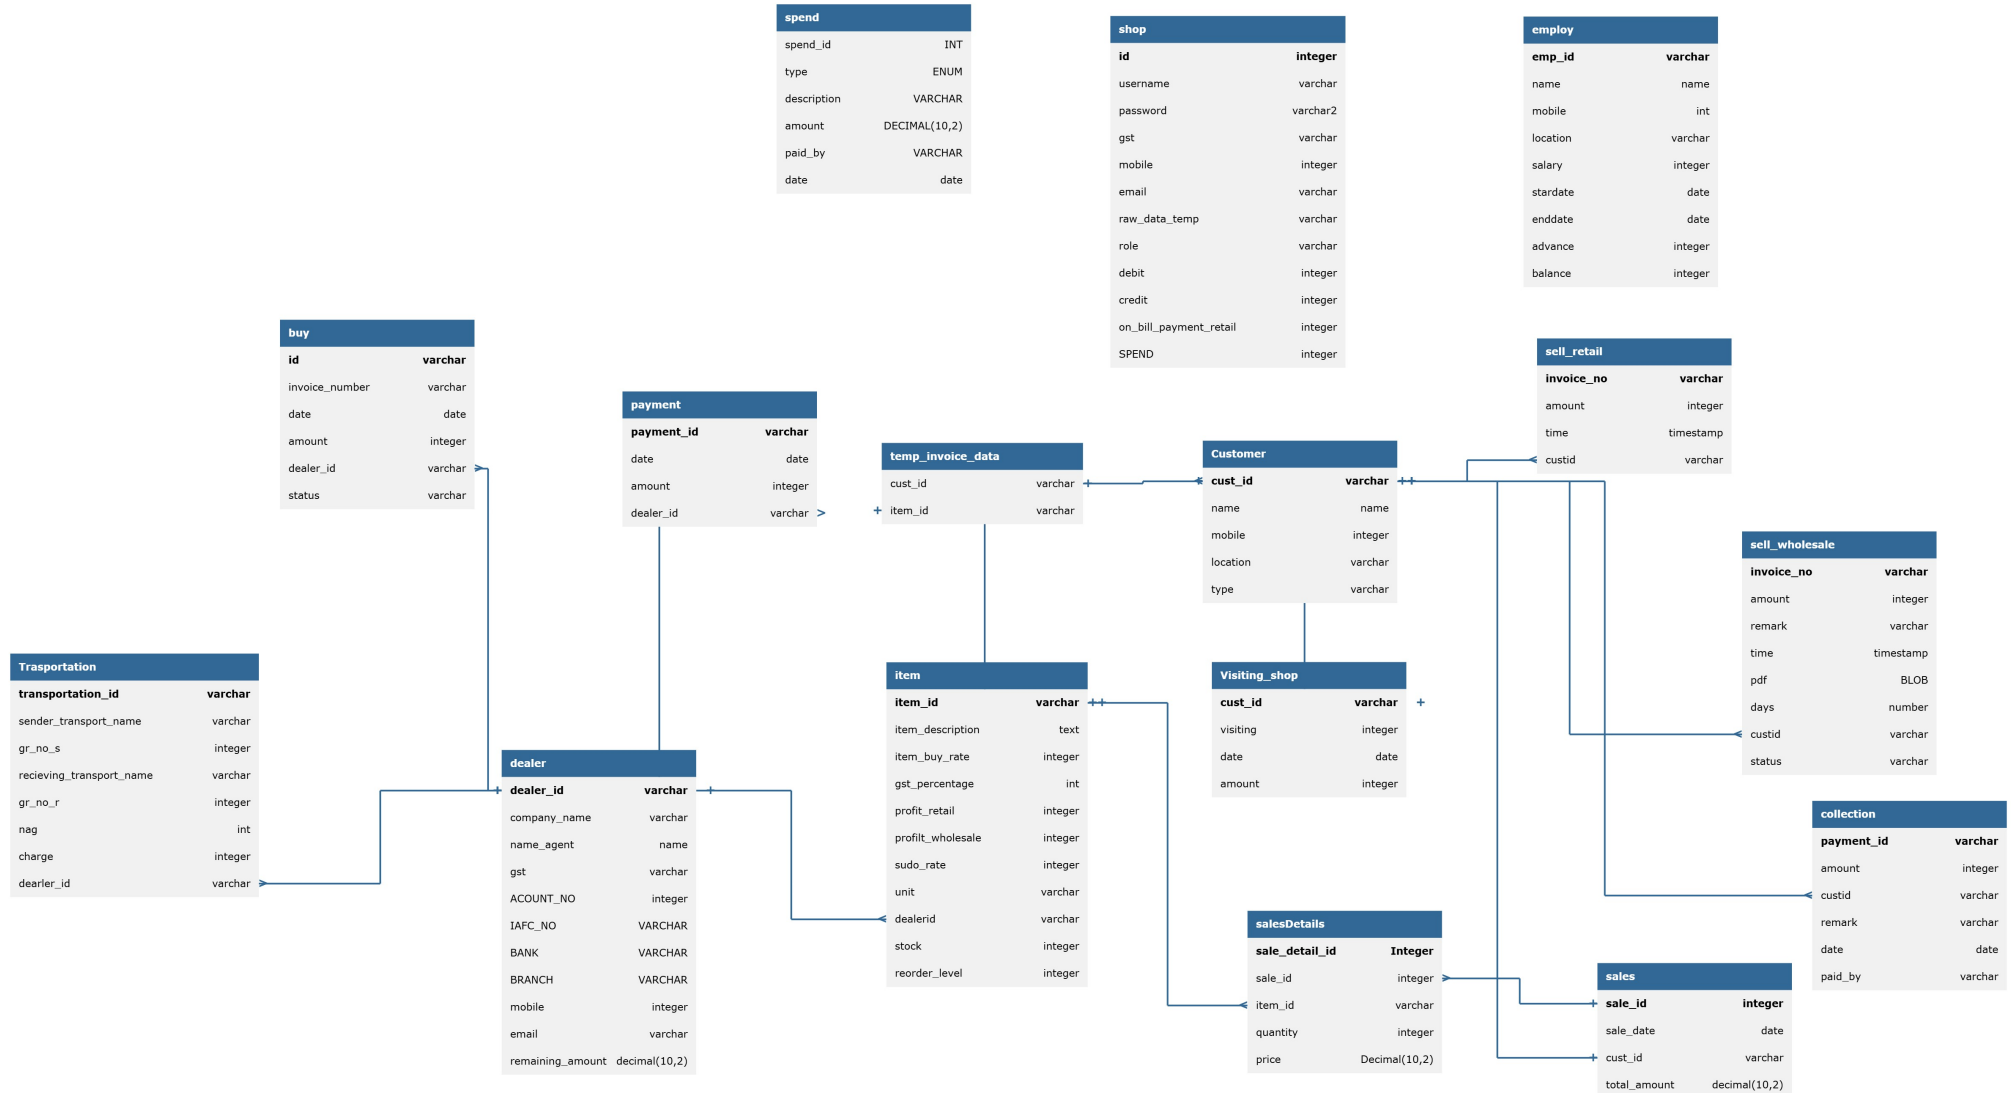 spend
spend_id INT
type ENUM
description VARCHAR
amount DECIMAL(10,2)
paid_by VARCHAR
date date
shop
id integer
username varchar
password varchar2
gst varchar
mobile integer
email varchar
raw_data_temp varchar
role varchar
debit integer
credit integer
on_bill_payment_retail integer
SPEND integer
employ
emp_id varchar
name name
mobile int
location varchar
salary integer
stardate date
enddate date
advance integer
balance integer
buy
id varchar
invoice_number varchar
date date
amount integer
dealer_id varchar
status varchar
payment
payment_id varchar
date date
amount integer
dealer_id varchar
temp_invoice_data
cust_id varchar
item_id varchar
Customer
cust_id varchar
name name
mobile integer
location varchar
type varchar
sell_retail
invoice_no varchar
amount integer
time timestamp
custid varchar
sell_wholesale
invoice_no varchar
amount integer
remark varchar
time timestamp
pdf BLOB
days number
custid varchar
status varchar
Trasportation
transportation_id varchar
sender_transport_name varchar
gr_no_s integer
recieving_transport_name varchar
gr_no_r integer
nag int
charge integer
dearler_id varchar
dealer
dealer_id varchar
company_name varchar
name_agent name
gst varchar
ACOUNT_NO integer
IAFC_NO VARCHAR
BANK VARCHAR
BRANCH VARCHAR
mobile integer
email varchar
remaining_amount decimal(10,2)
item
item_id varchar
item_description text
item_buy_rate integer
gst_percentage int
profit_retail integer
profilt_wholesale integer
sudo_rate integer
unit varchar
dealerid varchar
stock integer
reorder_level integer
Visiting_shop
cust_id varchar
visiting integer
date date
amount integer
collection
payment_id varchar
amount integer
custid varchar
remark varchar
date date
paid_by varchar
salesDetails
sale_detail_id Integer
sale_id integer
item_id varchar
quantity integer
price Decimal(10,2)
sales
sale_id integer
sale_date date
cust_id varchar
total_amount decimal(10,2)